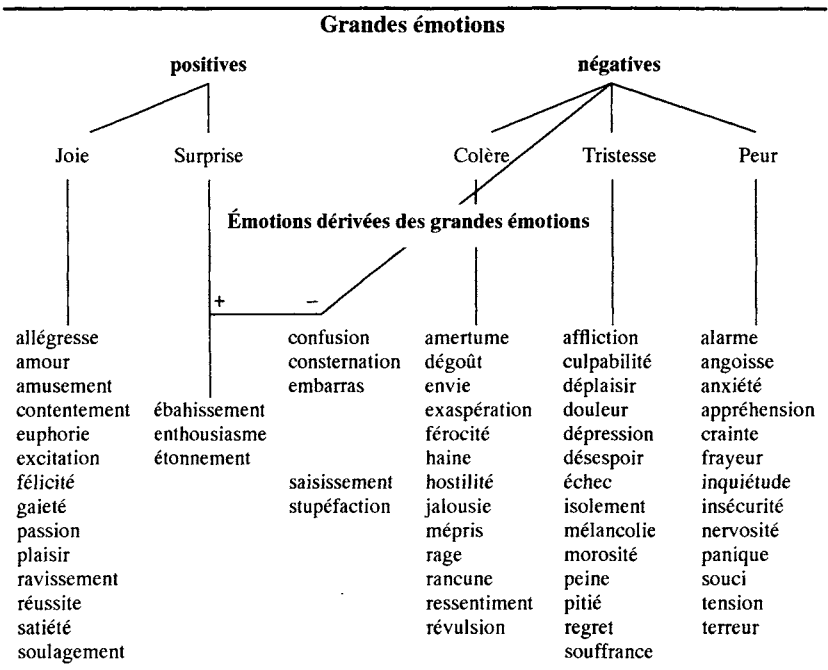 Grandes émotions
positives négatives
Joie Surprise Colère Tristesse Peur
Émotions dérivées des grandes émotions
+ −
allégresse confusion amertume affliction alarme
amour consternation dégoût culpabilité angoisse
amusement embarras envie déplaisir anxiété
contentement ébahissement exaspération douleur appréhension
euphorie enthousiasme férocité dépression crainte
excitation étonnement haine désespoir frayeur
félicité saisissement hostilité échec inquiétude
gaieté stupéfaction jalousie isolement insécurité
passion mépris mélancolie nervosité
plaisir rage morosité panique
ravissement rancune peine souci
réussite ressentiment pitié tension
satiété révulsion regret terreur
soulagement souffrance